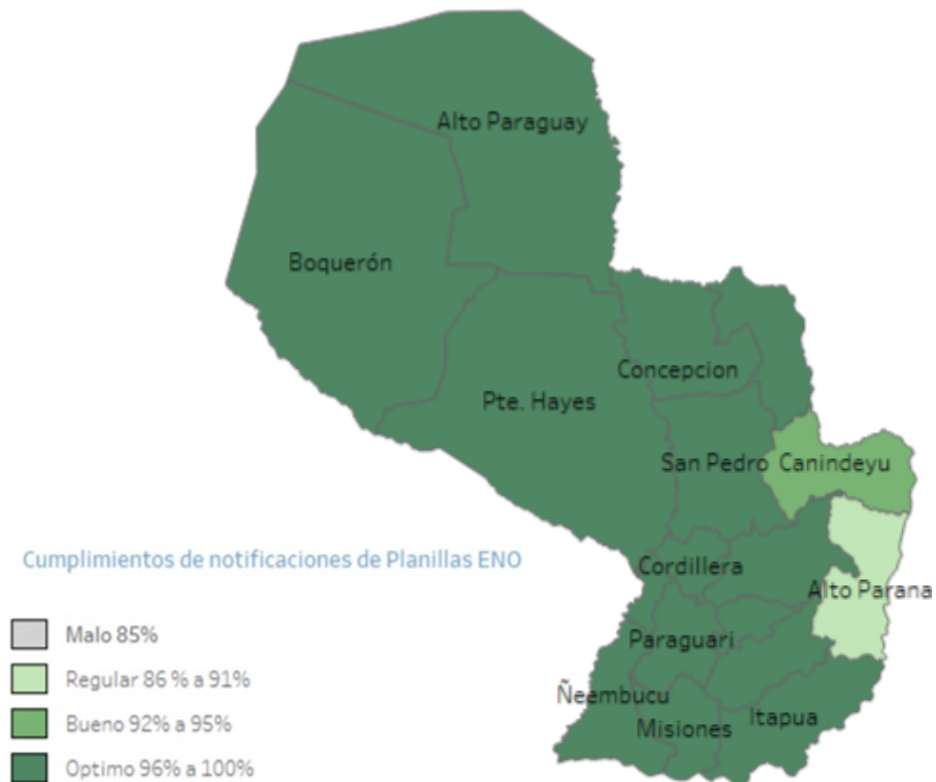 Alto Paraguay
Boquerón
Concepcion
Pte. Hayes
San Pedro
Canindeyu
Cumplimientos de notificaciones de Planillas ENO
Cordillera
Alto Parana
Malo 85%
Paraguari
Regular 86 % a 91%
Ñeembucu
Bueno 92% a 95%
Misiones
Itapua
Optimo 96% a 100%